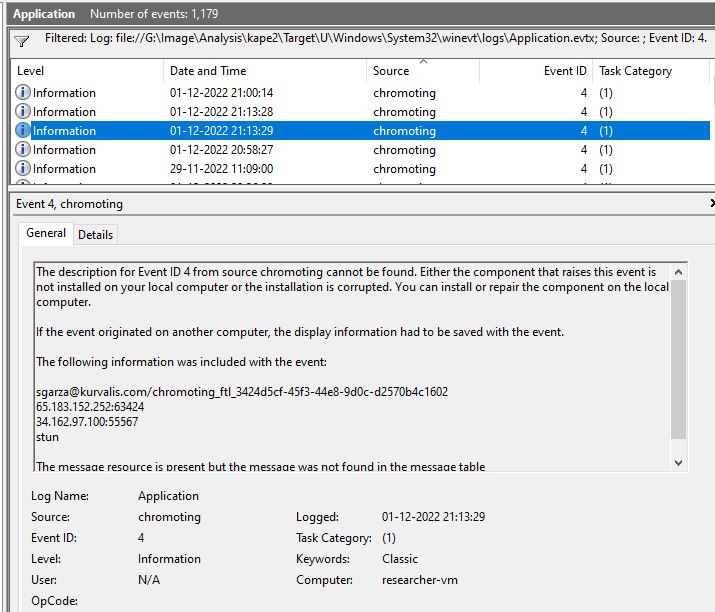 Application    Number of events: 1,179
Filtered: Log: file://G:\Image\Analysis\kape2\Target\U\Windows\System32\winevt\logs\Application.evtx; Source: ; Event ID: 4.
Level    Date and Time    Source    Event ID    Task Category
Information    01-12-2022 21:00:14    chromoting    4    (1)
Information    01-12-2022 21:13:28    chromoting    4    (1)
Information    01-12-2022 21:13:29    chromoting    4    (1)
Information    01-12-2022 20:58:27    chromoting    4    (1)
Information    29-11-2022 11:09:00    chromoting    4    (1)
Event 4, chromoting
General    Details
The description for Event ID 4 from source chromoting cannot be found. Either the component that raises this event is
not installed on your local computer or the installation is corrupted. You can install or repair the component on the local
computer.
If the event originated on another computer, the display information had to be saved with the event.
The following information was included with the event:
sgarza@kurvalis.com/chromoting_ftl_3424d5cf-45f3-44e8-9d0c-d2570b4c1602
65.183.152.252:63424
34.162.97.100:55567
stun
The message resource is present but the message was not found in the message table
Log Name:    Application
Source:    chromoting    Logged:    01-12-2022 21:13:29
Event ID:    4    Task Category:    (1)
Level:    Information    Keywords:    Classic
User:    N/A    Computer:    researcher-vm
OpCode: